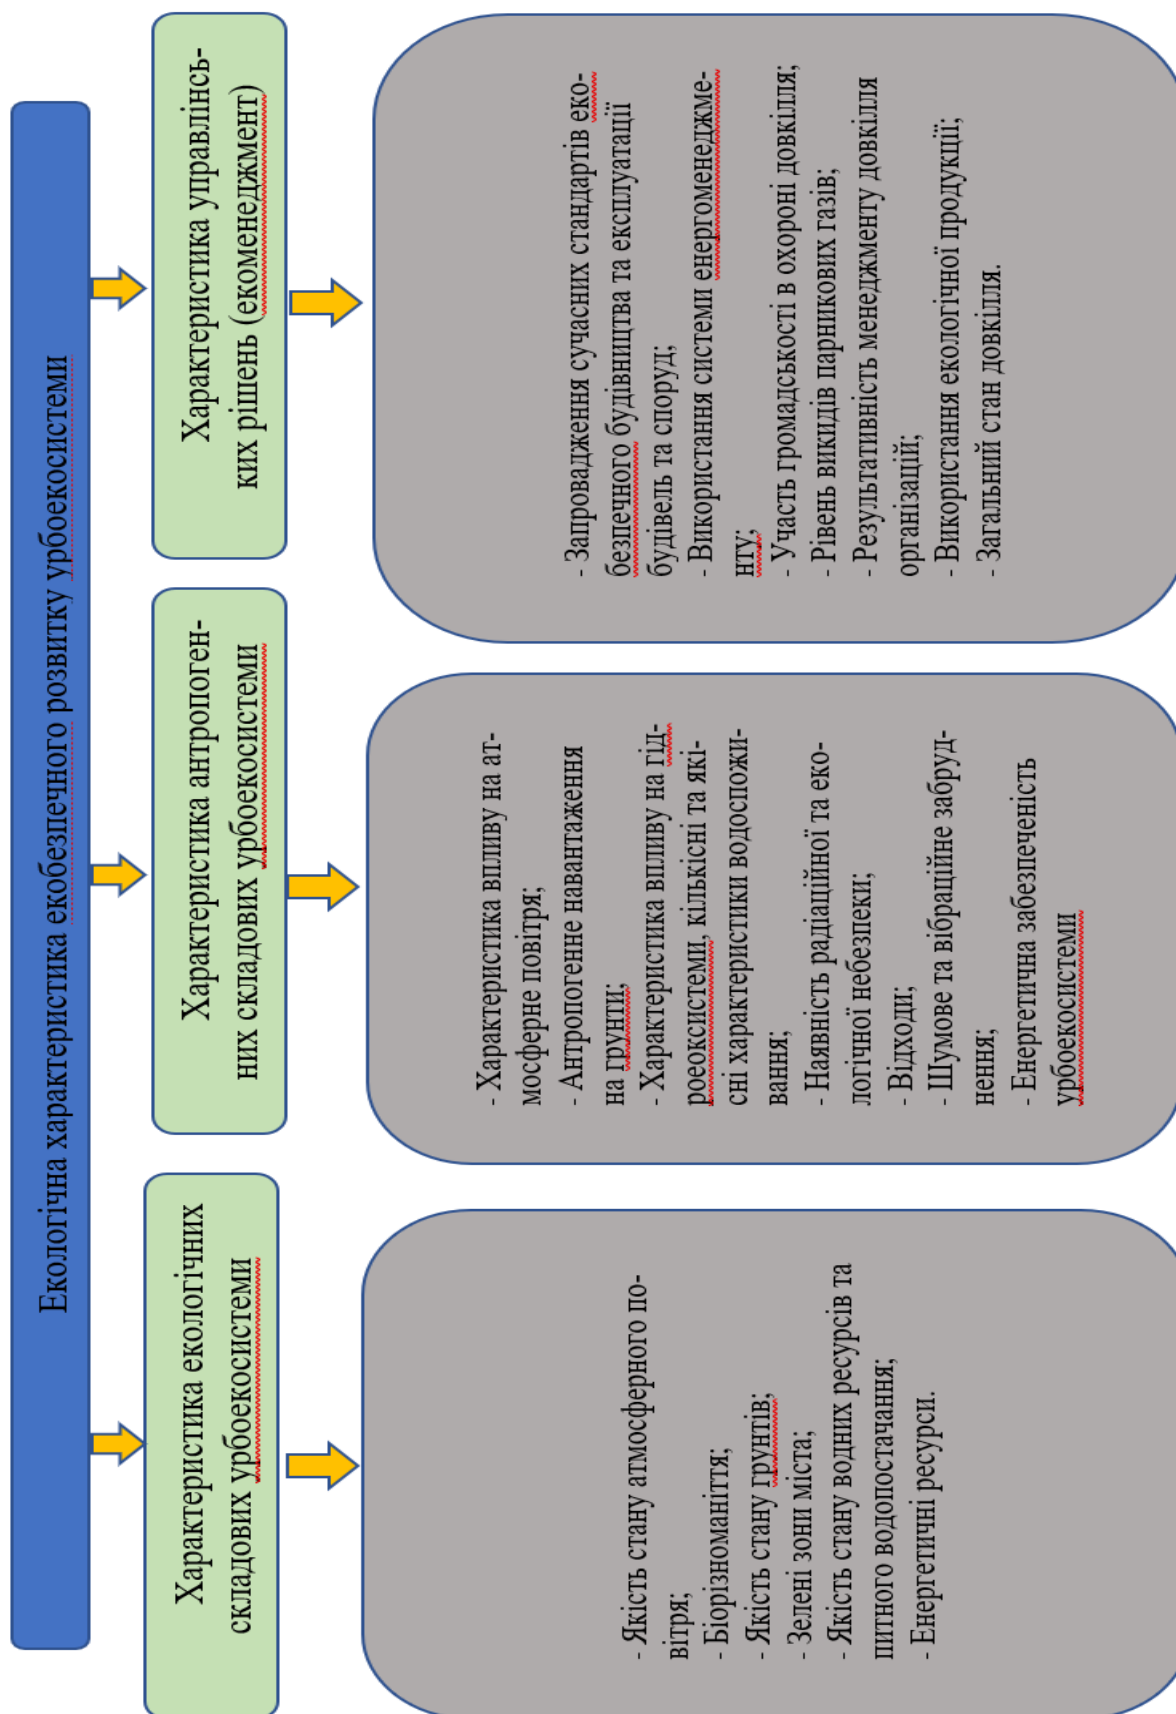 Екологічна характеристика екобезпечного розвитку урбоекосистеми
Характеристика екологічних
складових урбоекосистеми
Характеристика антропоген-
них складових урбоекосистеми
Характеристика управлінсь-
ких рішень (екоменеджмент)
- Якість стану атмосферного по-
вітря;
- Біорізноманіття;
- Якість стану грунтів;
- Зелені зони міста;
- Якість стану водних ресурсів та
питного водопостачання;
- Енергетичні ресурси.
- Характеристика впливу на ат-
мосферне повітря;
- Антропогенне навантаження
на грунти;
- Характеристика впливу на гід-
роеоксистеми, кількісні та які-
сні характеристики водоспожи-
вання;
- Наявність радіаційної та еко-
логічної небезпеки;
- Відходи;
- Шумове та вібраційне забруд-
нення;
- Енергетична забезпеченість
урбоекосистеми
- Запровадження сучасних стандартів еко-
безпечного будівництва та експлуатації
будівель та споруд;
- Використання системи енергоменеджме-
нту;
- Участь громадськості в охороні довкілля;
- Рівень викидів парникових газів;
- Результативність менеджменту довкілля
організацій;
- Використання екологічної продукції;
- Загальний стан довкілля.